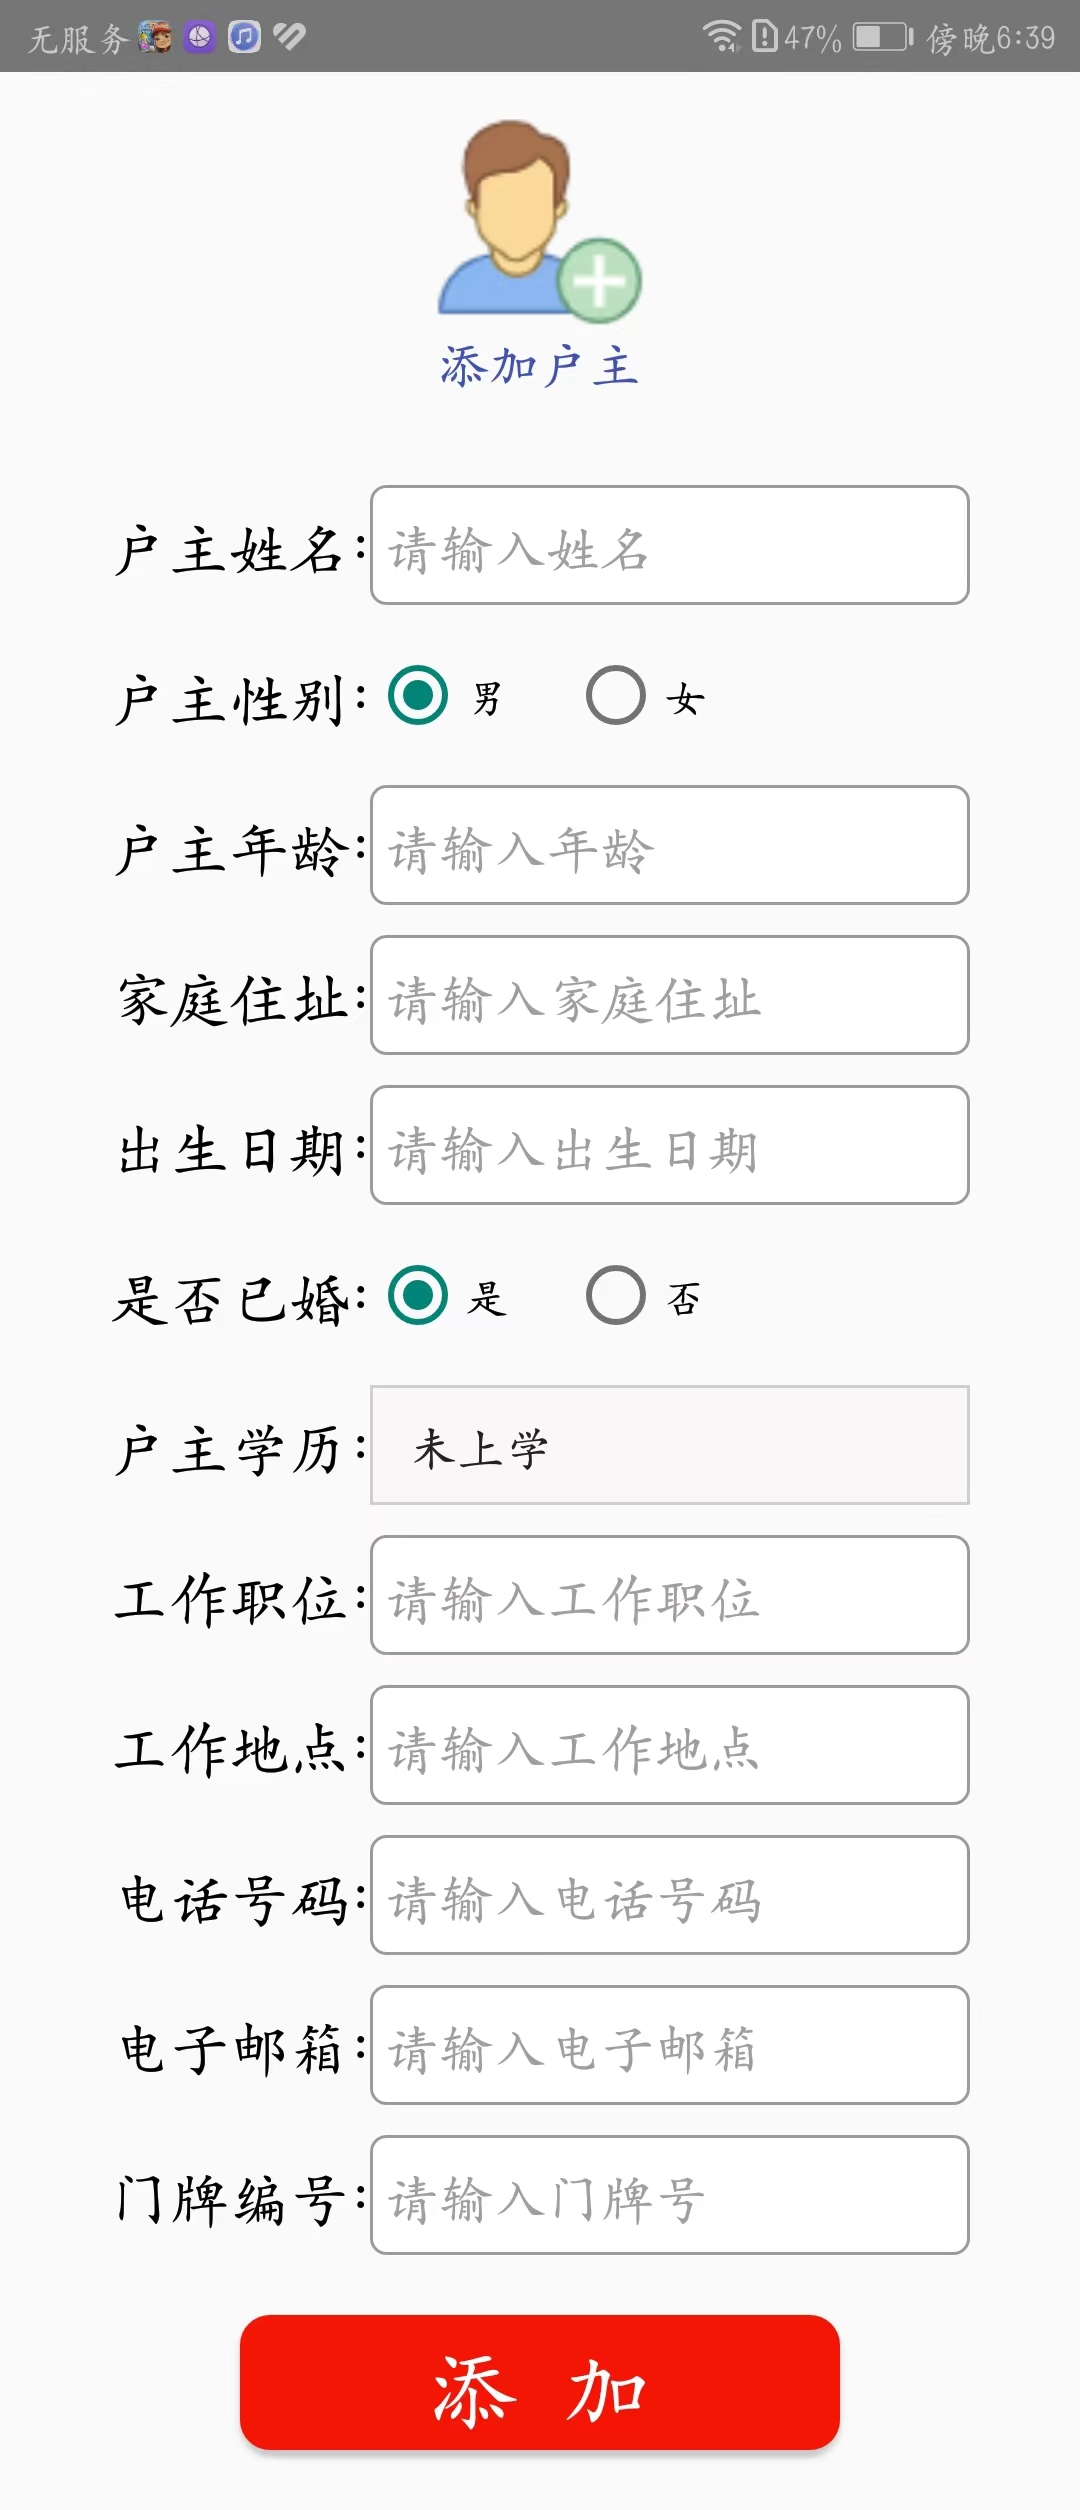 无服务 47% 傍晚6:39
添加户主
户主姓名: 请输入姓名
户主性别: 男 女
户主年龄: 请输入年龄
家庭住址: 请输入家庭住址
出生日期: 请输入出生日期
是否已婚: 是 否
户主学历: 未上学
工作职位: 请输入工作职位
工作地点: 请输入工作地点
电话号码: 请输入电话号码
电子邮箱: 请输入电子邮箱
门牌编号: 请输入门牌号
添 加